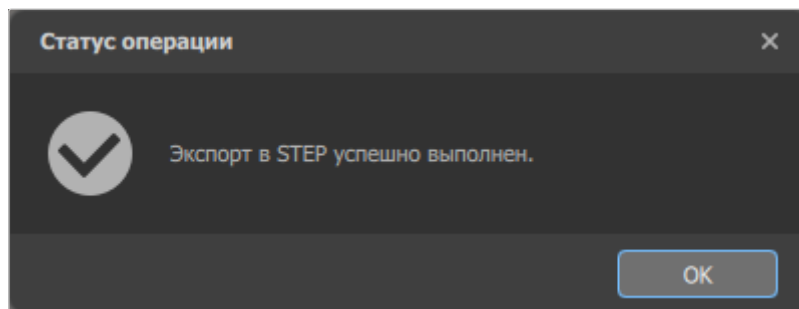 Статус операции
Экспорт в STEP успешно выполнен.
OK